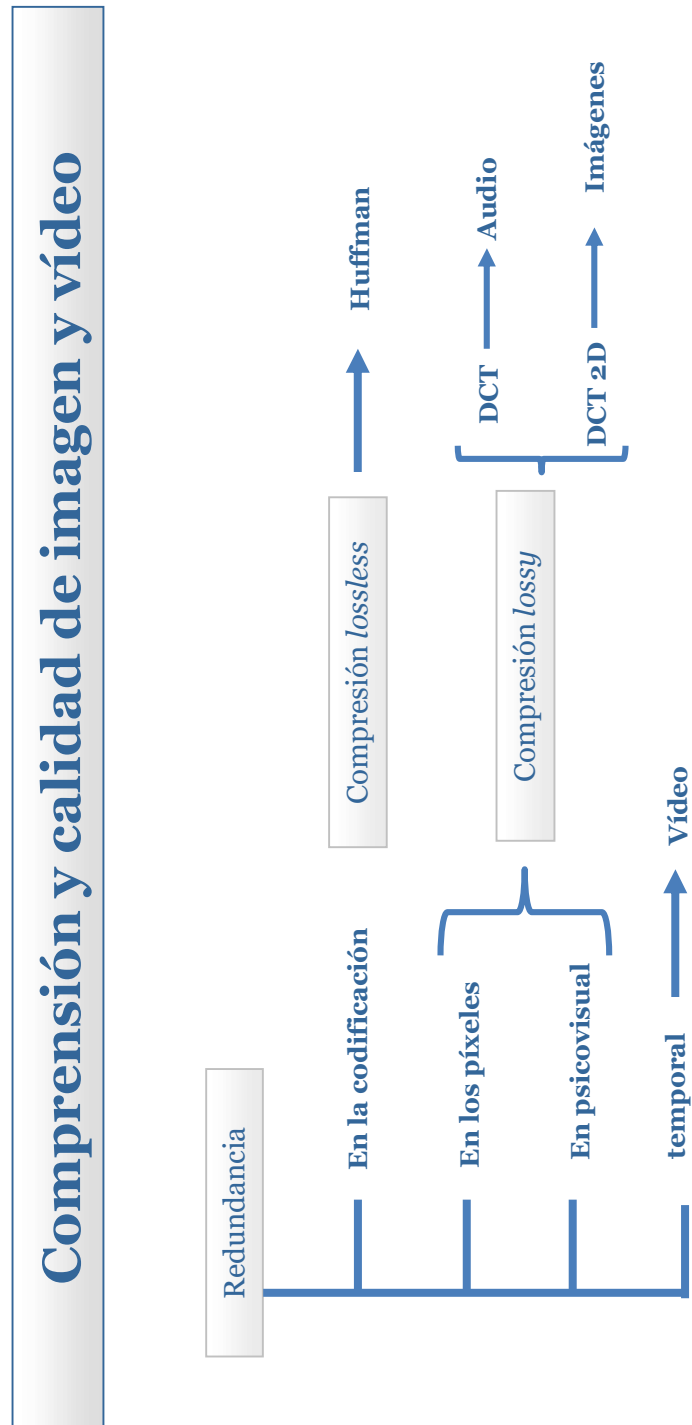 Comprensión y calidad de imagen y vídeo
Redundancia
En la codificación
Compresión lossless
Huffman
En los píxeles
En psicovisual
Compresión lossy
DCT
Audio
DCT 2D
Imágenes
temporal
Vídeo